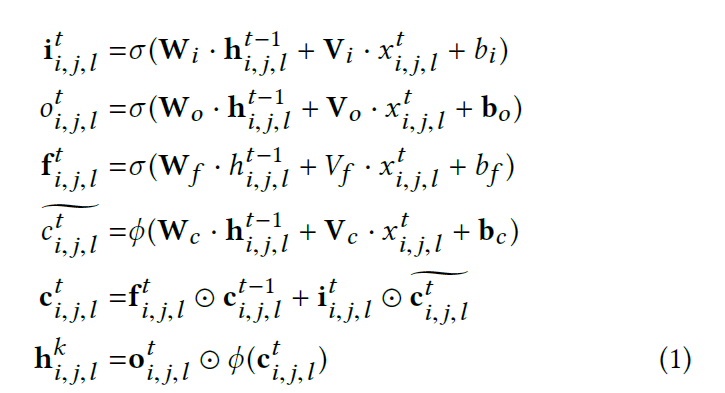 𝐢^t_{i,j,l} =σ(𝐖_i · 𝐡^{t−1}_{i,j,l} + 𝐕_i · x^t_{i,j,l} + b_i)
o^t_{i,j,l} =σ(𝐖_o · 𝐡^{t−1}_{i,j,l} + 𝐕_o · x^t_{i,j,l} + 𝐛_o)
𝐟^t_{i,j,l} =σ(𝐖_f · h^{t−1}_{i,j,l} + V_f · x^t_{i,j,l} + b_f)
\widetilde{c^t_{i,j,l}} =ϕ(𝐖_c · 𝐡^{t−1}_{i,j,l} + 𝐕_c · x^t_{i,j,l} + 𝐛_c)
𝐜^t_{i,j,l} =𝐟^t_{i,j,l} ⊙ 𝐜^{t−1}_{i,j,l} + 𝐢^t_{i,j,l} ⊙ \widetilde{𝐜^t_{i,j,l}}
𝐡^k_{i,j,l} =𝐨^t_{i,j,l} ⊙ ϕ(𝐜^t_{i,j,l}) (1)